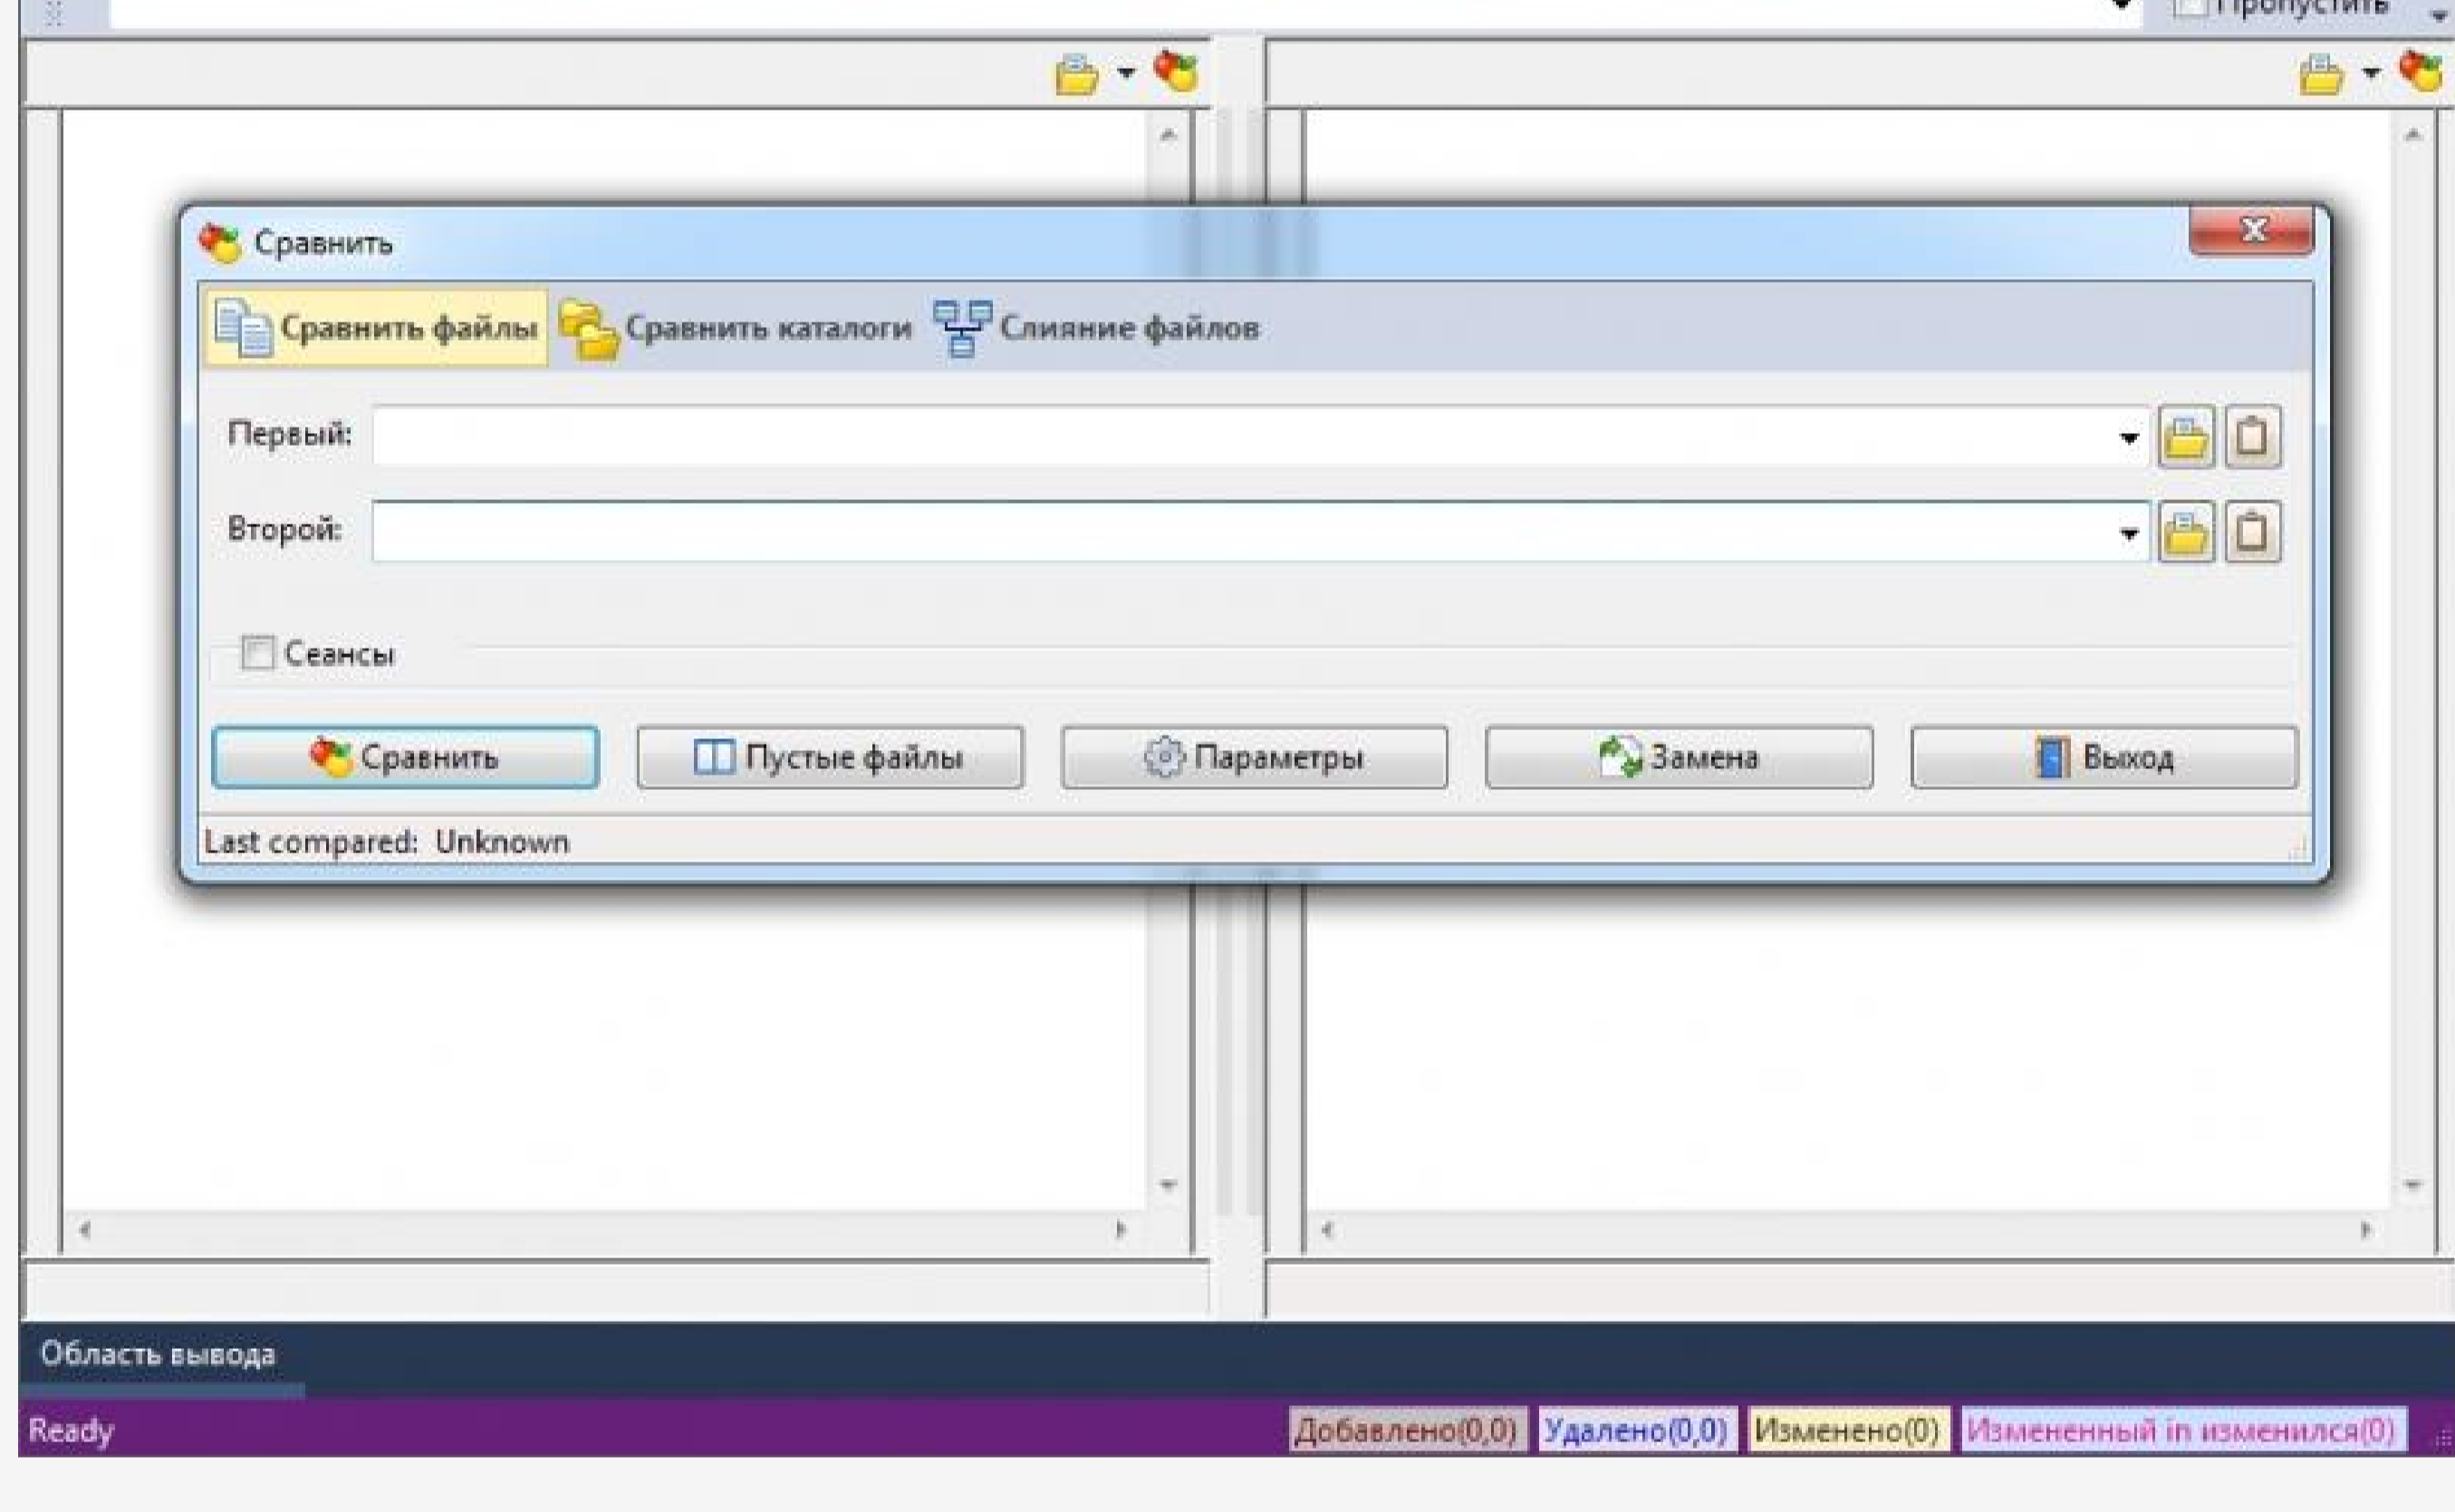 Пропустить
Сравнить
Сравнить файлы Сравнить каталоги Слияние файлов
Первый:
Второй:
Сеансы
Сравнить Пустые файлы Параметры Замена Выход
Last compared: Unknown
Область вывода
Ready Добавлено(0,0) Удалено(0,0) Изменено(0) Измененный in изменился(0)